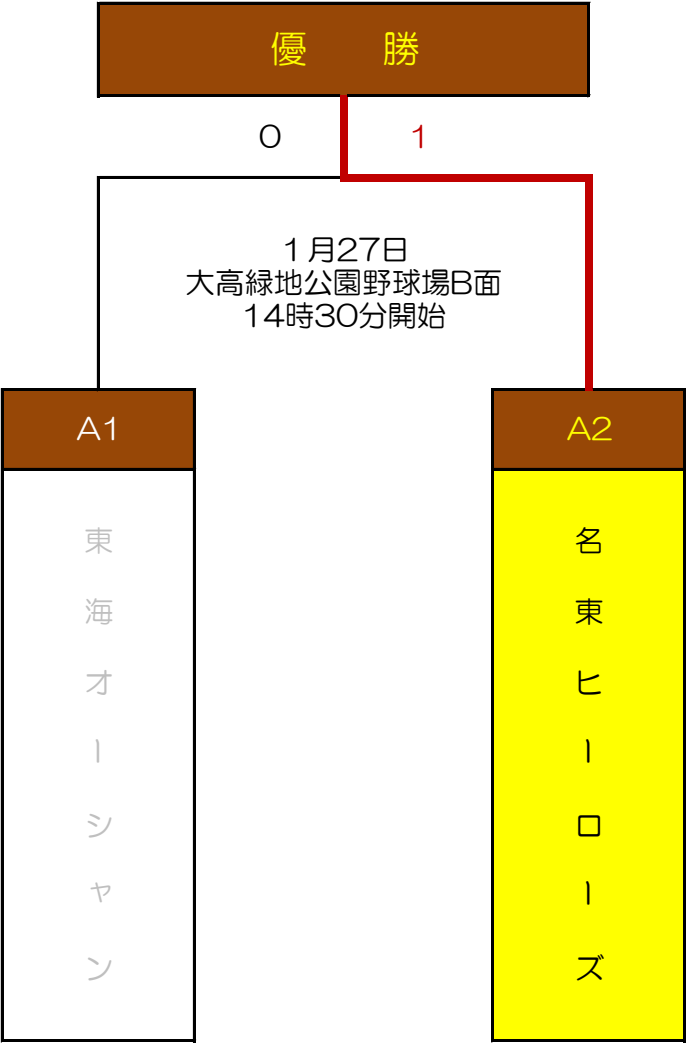 優　勝
0
1
１月27日
大高緑地公園野球場B面
14時30分開始
A1
A2
東海オーシャン
名東ヒーローズ